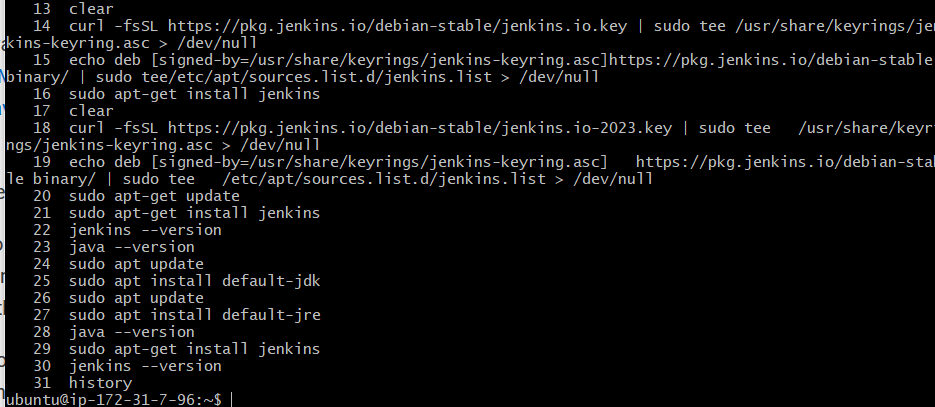 13 clear
14 curl -fsSL https://pkg.jenkins.io/debian-stable/jenkins.io.key | sudo tee /usr/share/keyrings/jen
kins-keyring.asc > /dev/null
15 echo deb [signed-by=/usr/share/keyrings/jenkins-keyring.asc]https://pkg.jenkins.io/debian-stable
binary/ | sudo tee/etc/apt/sources.list.d/jenkins.list > /dev/null
16 sudo apt-get install jenkins
17 clear
18 curl -fsSL https://pkg.jenkins.io/debian-stable/jenkins.io-2023.key | sudo tee /usr/share/keyr
ings/jenkins-keyring.asc > /dev/null
19 echo deb [signed-by=/usr/share/keyrings/jenkins-keyring.asc] https://pkg.jenkins.io/debian-stab
le binary/ | sudo tee /etc/apt/sources.list.d/jenkins.list > /dev/null
20 sudo apt-get update
21 sudo apt-get install jenkins
22 jenkins --version
23 java --version
24 sudo apt update
25 sudo apt install default-jdk
26 sudo apt update
27 sudo apt install default-jre
28 java --version
29 sudo apt-get install jenkins
30 jenkins --version
31 history
ubuntu@ip-172-31-7-96:~$